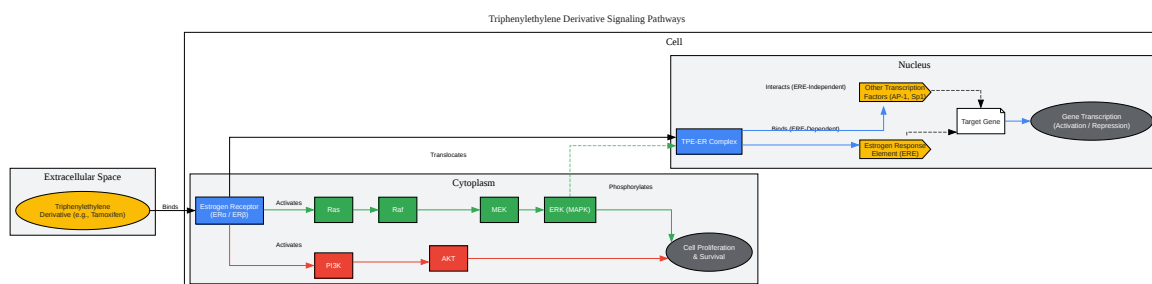 Triphenylethylene Derivative Signaling Pathways
Cell
Nucleus
Interacts (ERE-Independent)
Other Transcription
Factors (AP-1, Sp1)
Target Gene
Gene Transcription
(Activation / Repression)
Binds (ERE-Dependent)
TPE-ER Complex
Estrogen Response
Element (ERE)
Translocates
Extracellular Space
Triphenylethylene
Derivative (e.g., Tamoxifen)
Binds
Cytoplasm
Phosphorylates
Estrogen Receptor
(ERα / ERβ)
Activates
Ras
Raf
MEK
ERK (MAPK)
Activates
PI3K
AKT
Cell Proliferation
& Survival